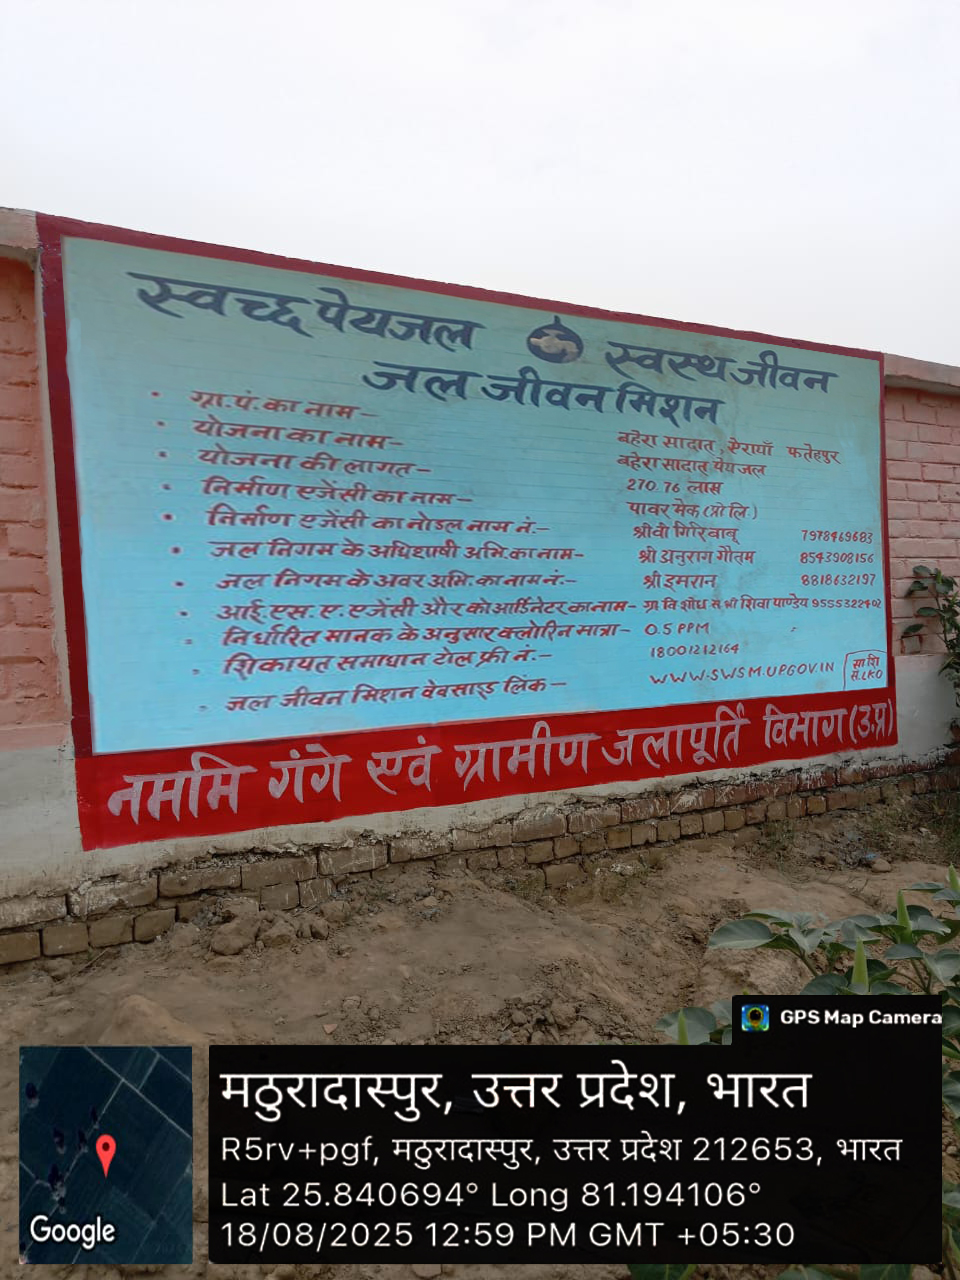 स्वच्छ पेयजल स्वस्थ जीवन
जल जीवन मिशन
ग्रा.पं.का नाम – बहेरा सादात, ऐरायाँ फतेहपुर
योजना का नाम– बहेरा सादात पेयजल
योजना की लागत– 270.76 लाख
निर्माण एजेंसी का नाम– पावर मेक (प्रो लि.)
निर्माण एजेंसी का नोडल नाम नं.– श्री वी गिरि बाबू 7978469683
जल निगम के अधिशाषी अभि.का नाम– श्री अनुराग गौतम 8543908156
जल निगम के अवर अभि.का नाम नं.– श्री इमरान 8818632197
आई.एस.ए.एजेंसी और कोआर्डिनेटर का नाम– ग्रा वि शोध सं श्री शिवा पाण्डेय 9555322402
निर्धारित मानक के अनुसार क्लोरिन मात्रा– 0.5 PPM
शिकायत समाधान टोल फ्री नं.– 18001212164
जल जीवन मिशन वेबसाइड लिंक– WWW.SWSM.UPGOV.IN
सं.LKO
नमामि गंगे एवं ग्रामीण जलापूर्ति विभाग (उ.प्र)
GPS Map Camera
मठुरादास्पुर, उत्तर प्रदेश, भारत
R5rv+pgf, मठुरादास्पुर, उत्तर प्रदेश 212653, भारत
Lat 25.840694° Long 81.194106°
18/08/2025 12:59 PM GMT +05:30
Google